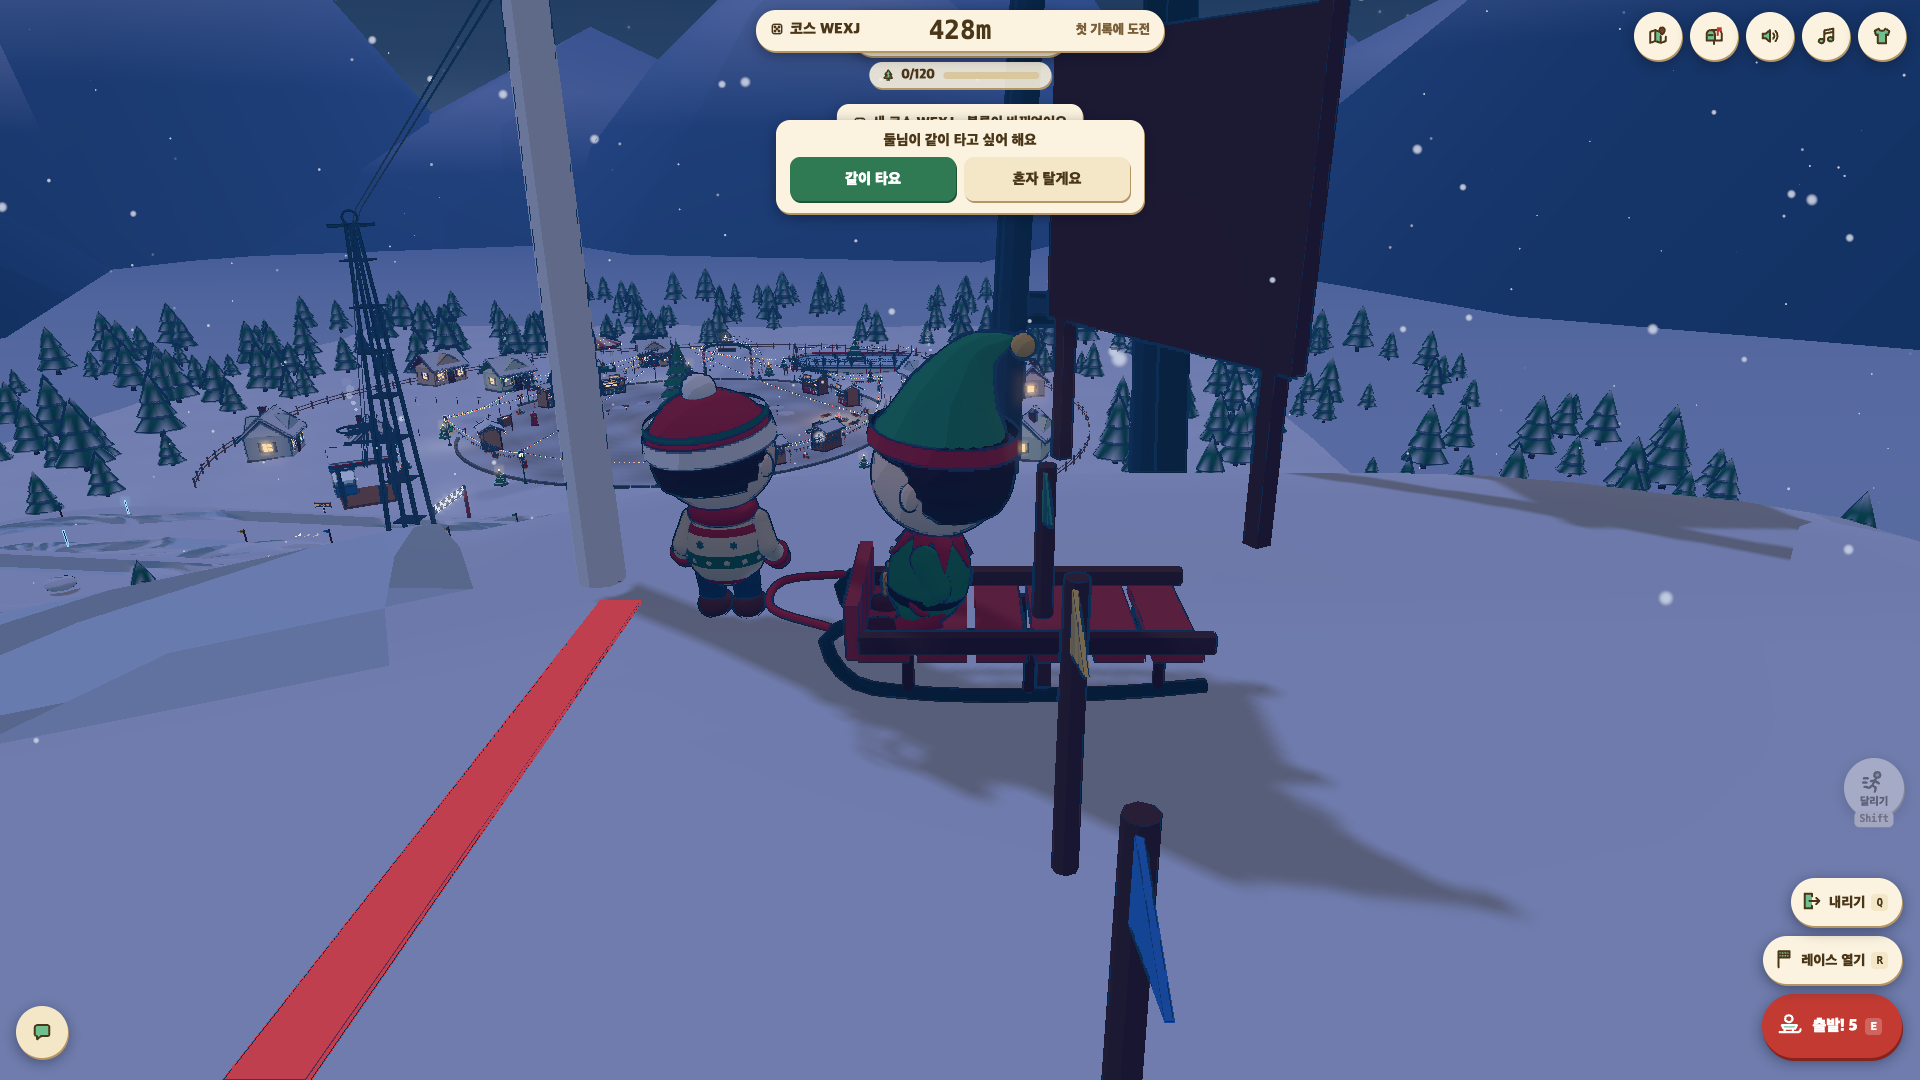 코스 WEXJ
428m
첫 기록에 도전
0/120
둘님이 같이 타고 싶어 해요
같이 타요
혼자 탈게요
달리기
Shift
내리기 Q
레이스 열기 R
출발! 5 E